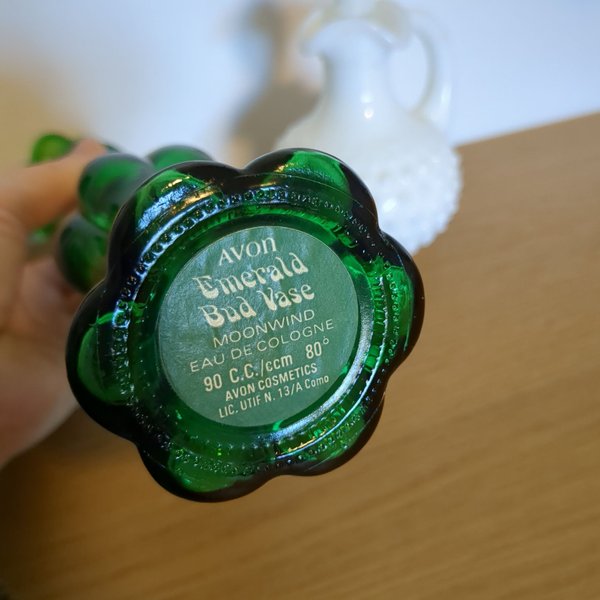 AVON
Emerald
Bud Vase
MOONWIND
EAU DE COLOGNE
90 C.C./ccm 80°
AVON COSMETICS
LIC. UTIF N. 13/A Como